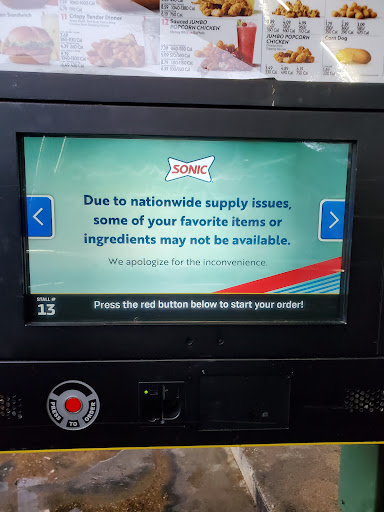 11 Crispy Tender Dinner
Sauced JUMBO
POPCORN CHICKEN
JUMBO POPCORN
CHICKEN
Corn Dog
SONIC
Due to nationwide supply issues,
some of your favorite items or
ingredients may not be available.
We apologize for the inconvenience.
STALL #
13
Press the red button below to start your order!
PRESS
TO
ORDER